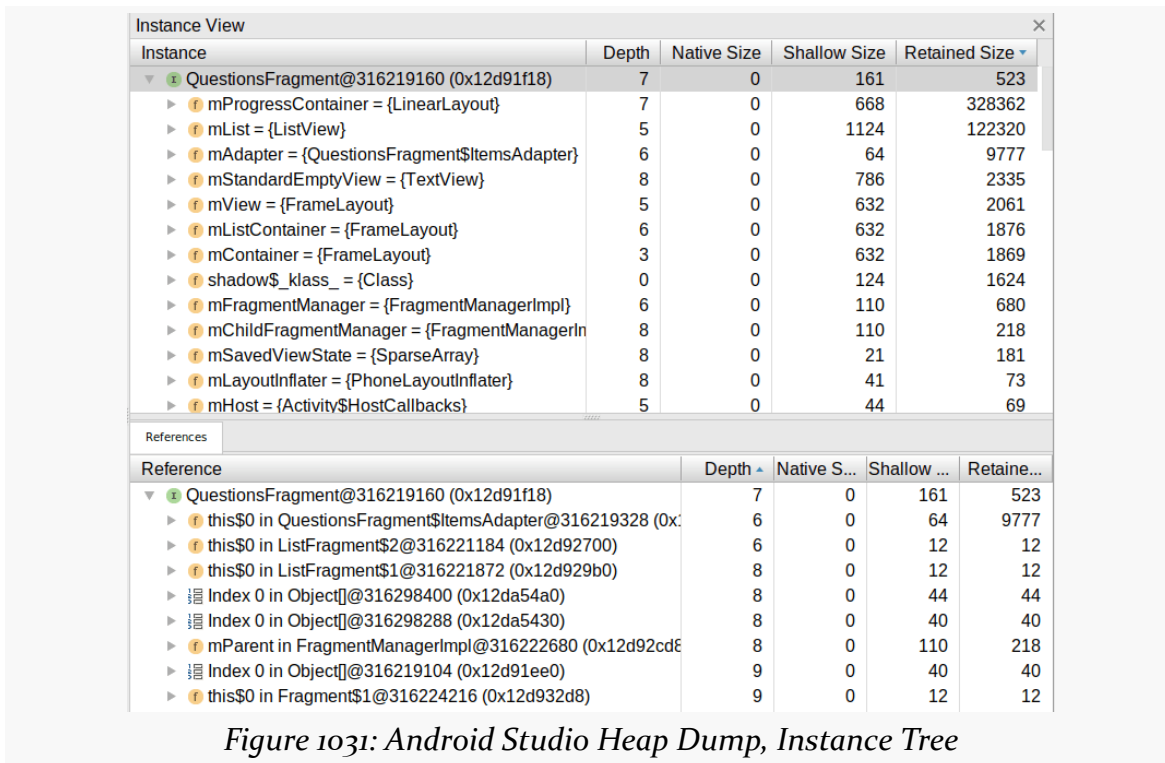 Instance View
Instance Depth Native Size Shallow Size Retained Size
QuestionsFragment@316219160 (0x12d91f18) 7 0 161 523
mProgressContainer = {LinearLayout} 7 0 668 328362
mList = {ListView} 5 0 1124 122320
mAdapter = {QuestionsFragment$ItemsAdapter} 6 0 64 9777
mStandardEmptyView = {TextView} 8 0 786 2335
mView = {FrameLayout} 5 0 632 2061
mListContainer = {FrameLayout} 6 0 632 1876
mContainer = {FrameLayout} 3 0 632 1869
shadow$_klass_ = {Class} 0 0 124 1624
mFragmentManager = {FragmentManagerImpl} 6 0 110 680
mChildFragmentManager = {FragmentManagerIn 8 0 110 218
mSavedViewState = {SparseArray} 8 0 21 181
mLayoutInflater = {PhoneLayoutInflater} 8 0 41 73
mHost = {Activity$HostCallbacks} 5 0 44 69
References
Reference Depth Native S... Shallow ... Retaine...
QuestionsFragment@316219160 (0x12d91f18) 7 0 161 523
this$0 in QuestionsFragment$ItemsAdapter@316219328 (0x1 6 0 64 9777
this$0 in ListFragment$2@316221184 (0x12d92700) 6 0 12 12
this$0 in ListFragment$1@316221872 (0x12d929b0) 8 0 12 12
Index 0 in Object[]@316298400 (0x12da54a0) 8 0 44 44
Index 0 in Object[]@316298288 (0x12da5430) 8 0 40 40
mParent in FragmentManagerImpl@316222680 (0x12d92cd8 8 0 110 218
Index 0 in Object[]@316219104 (0x12d91ee0) 9 0 40 40
this$0 in Fragment$1@316224216 (0x12d932d8) 9 0 12 12
Figure 1031: Android Studio Heap Dump, Instance Tree